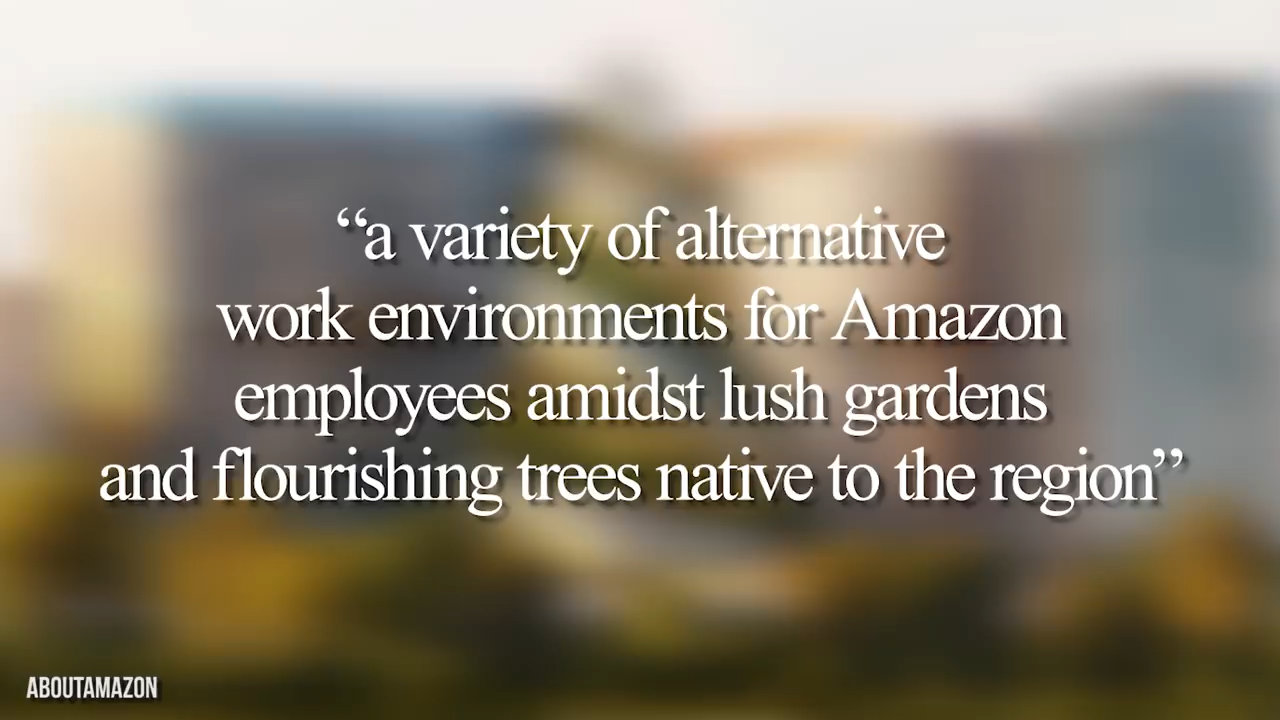 “a variety of alternative
work environments for Amazon
employees amidst lush gardens
and flourishing trees native to the region”
ABOUTAMAZON